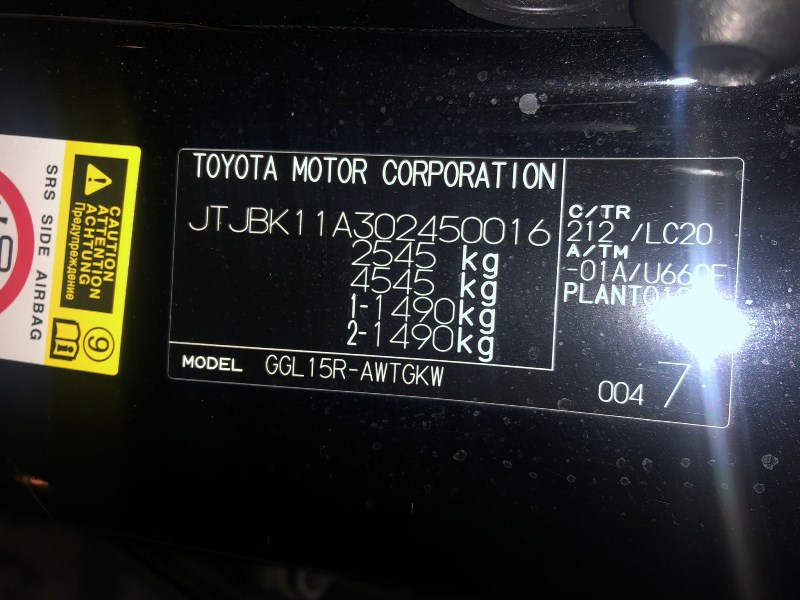 SRS SIDE AIRBAG
CAUTION
ATTENTION
ACHTUNG
Предупреждение
9
TOYOTA MOTOR CORPORATION
JTJBK11A302450016
2545 kg
4545 kg
1-1490kg
2-1490kg
MODEL GGL15R-AWTGKW
C/TR
212 /LC20
A/TM
-01A/U660E
004 7